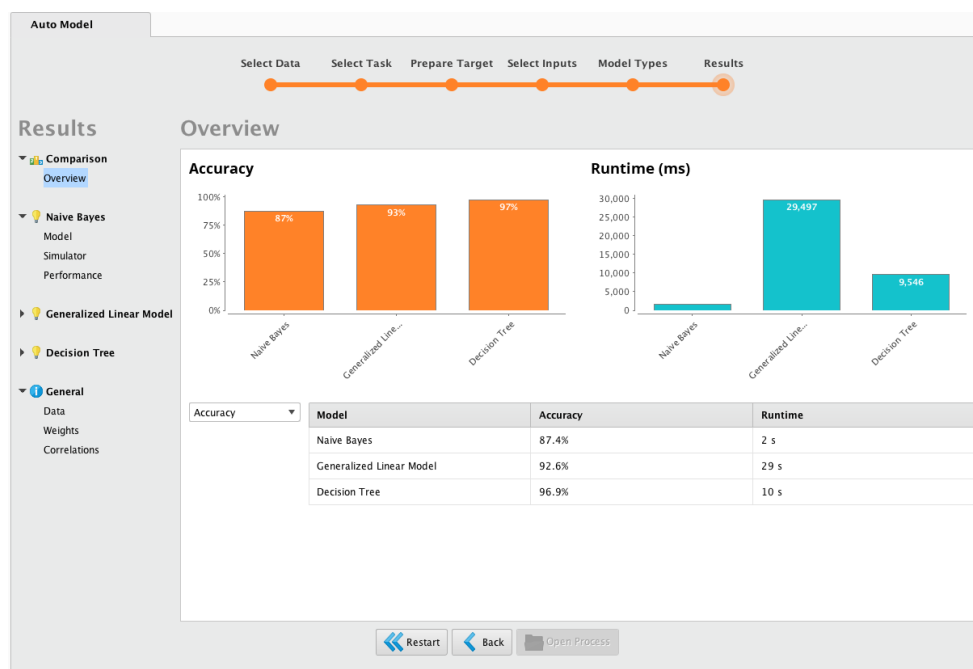 Auto Model
Select Data Select Task Prepare Target Select Inputs Model Types Results
Results
Comparison
Overview
Naive Bayes
Model
Simulator
Performance
Generalized Linear Model
Decision Tree
General
Data
Weights
Correlations
Overview
Accuracy
100%
75%
50%
25%
0%
87%
93%
97%
Naive Bayes
Generalized Line...
Decision Tree
Runtime (ms)
30,000
25,000
20,000
15,000
10,000
5,000
0
29,497
9,546
Naive Bayes
Generalized Line...
Decision Tree
Accuracy
Model Accuracy Runtime
Naive Bayes 87.4% 2 s
Generalized Linear Model 92.6% 29 s
Decision Tree 96.9% 10 s
Restart Back Open Process